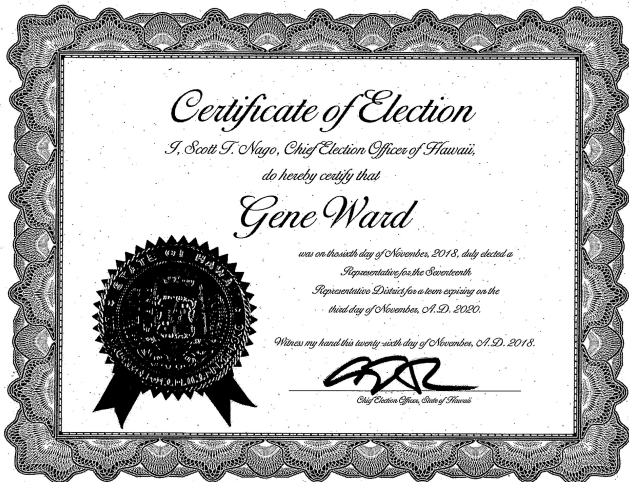 Certificate of Election
I, Scott T. Nago, Chief Election Officer of Hawaii,
do hereby certify that
Gene Ward
was on the sixth day of November, 2018, duly elected a
Representative for the Seventeenth
Representative District for a term expiring on the
third day of November, A.D. 2020.
Witness my hand this twenty-sixth day of November, A.D. 2018.
Chief Election Officer, State of Hawaii
STATE OF